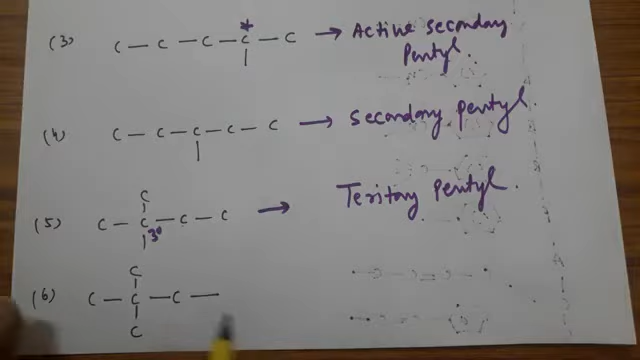 (3) C — C — C — C* — C → Active secondary
Pentyl.
(4) C — C — C — C — C → Secondary pentyl.
C
(5) C — C — C — C → Teritary Pentyl.
3°
C
(6) C — C — C —
C